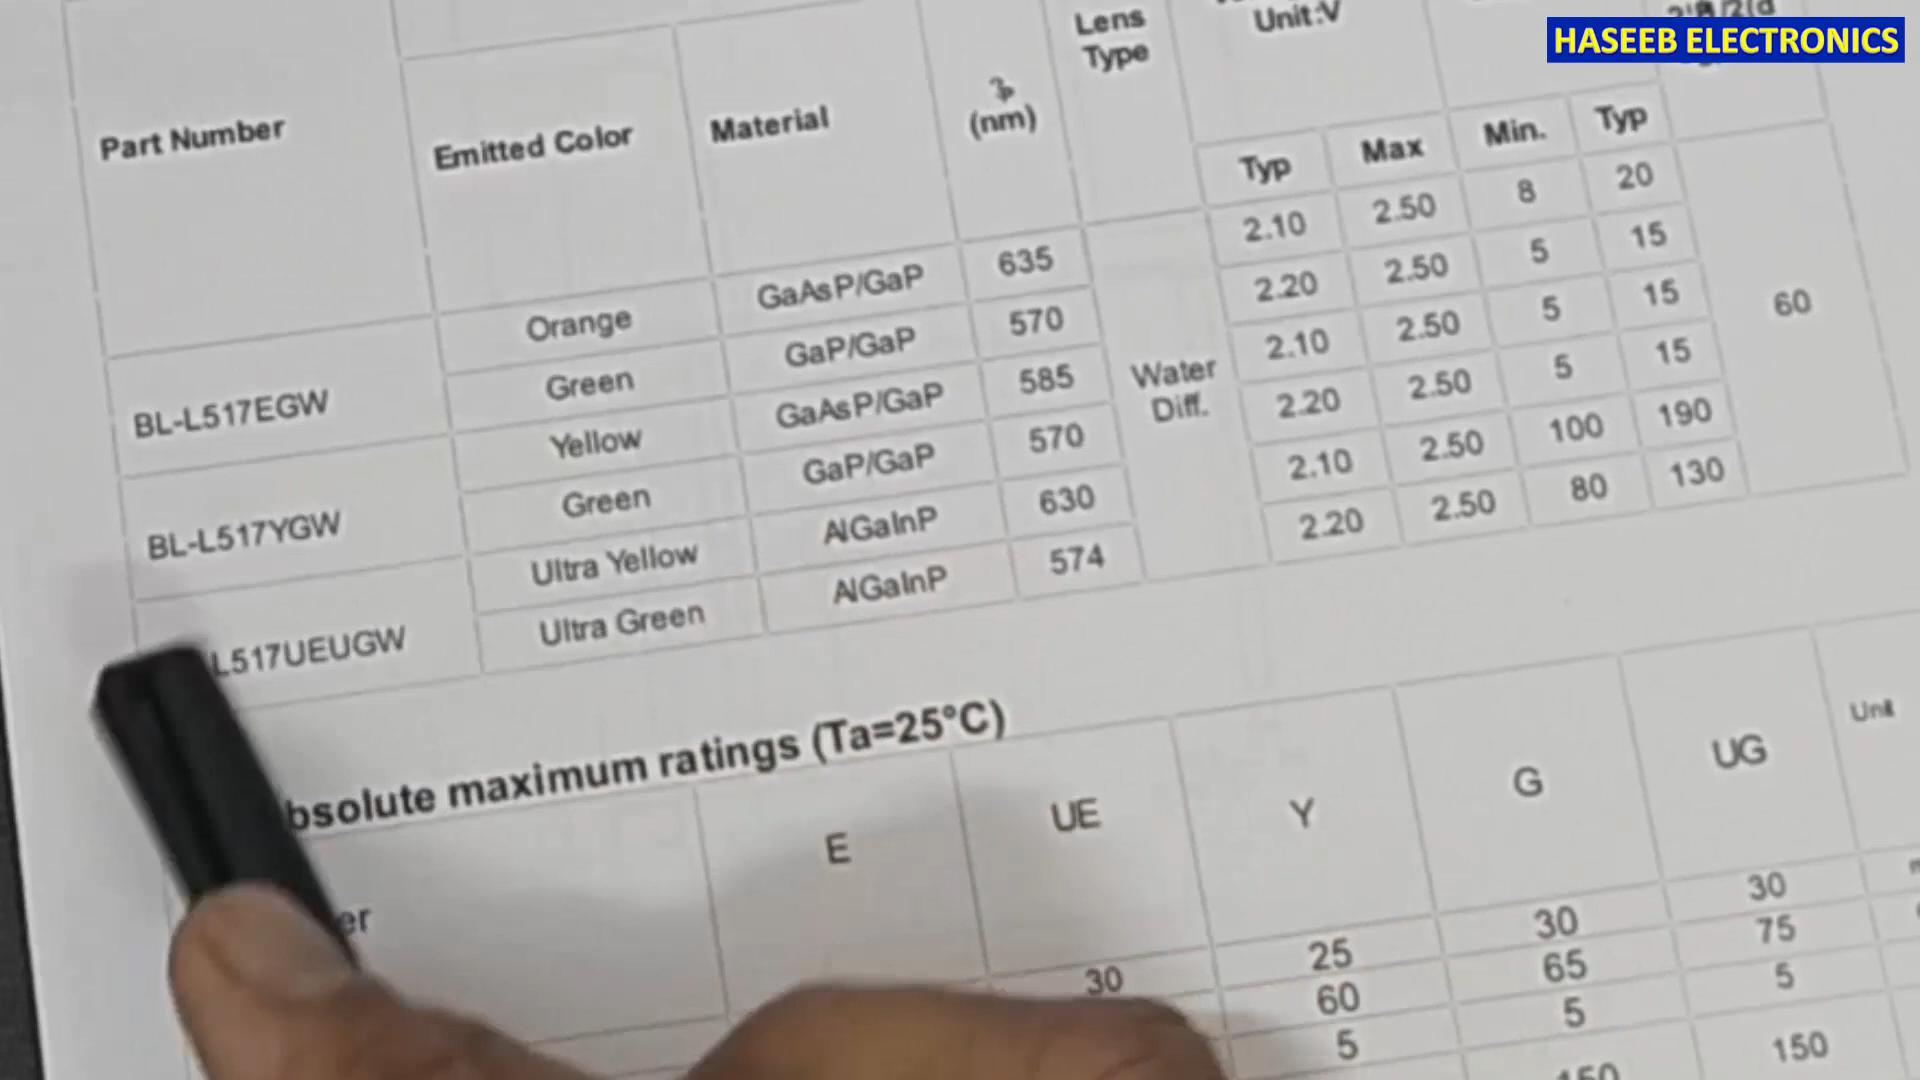 HASEEB ELECTRONICS
Part Number
Emitted Color
Material
(nm)
Lens
Type
Unit:V
Typ
Max
Min.
Typ
BL-L517EGW
Orange
GaAsP/GaP
635
2.10
2.50
8
20
Green
GaP/GaP
570
2.20
2.50
5
15
BL-L517YGW
Yellow
GaAsP/GaP
585
2.10
2.50
5
15
Green
GaP/GaP
570
2.20
2.50
5
15
L517UEUGW
Ultra Yellow
AlGaInP
630
2.10
2.50
100
190
Ultra Green
AlGaInP
574
2.20
2.50
80
130
Water
Diff.
60
bsolute maximum ratings (Ta=25°C)
er
E
UE
Y
G
UG
Unit
30
25
30
30
60
65
75
5
5
5
150
150